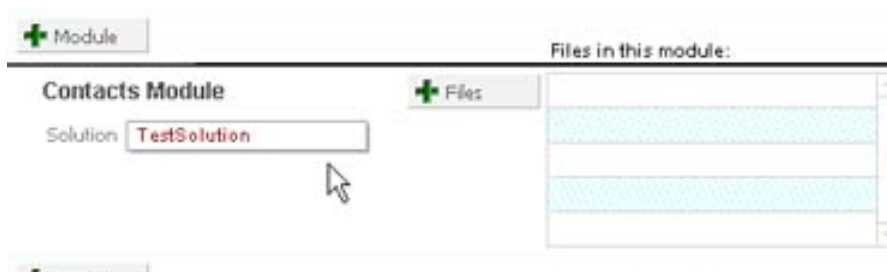 Module
Files in this module:
Contacts Module
Files
Solution TestSolution